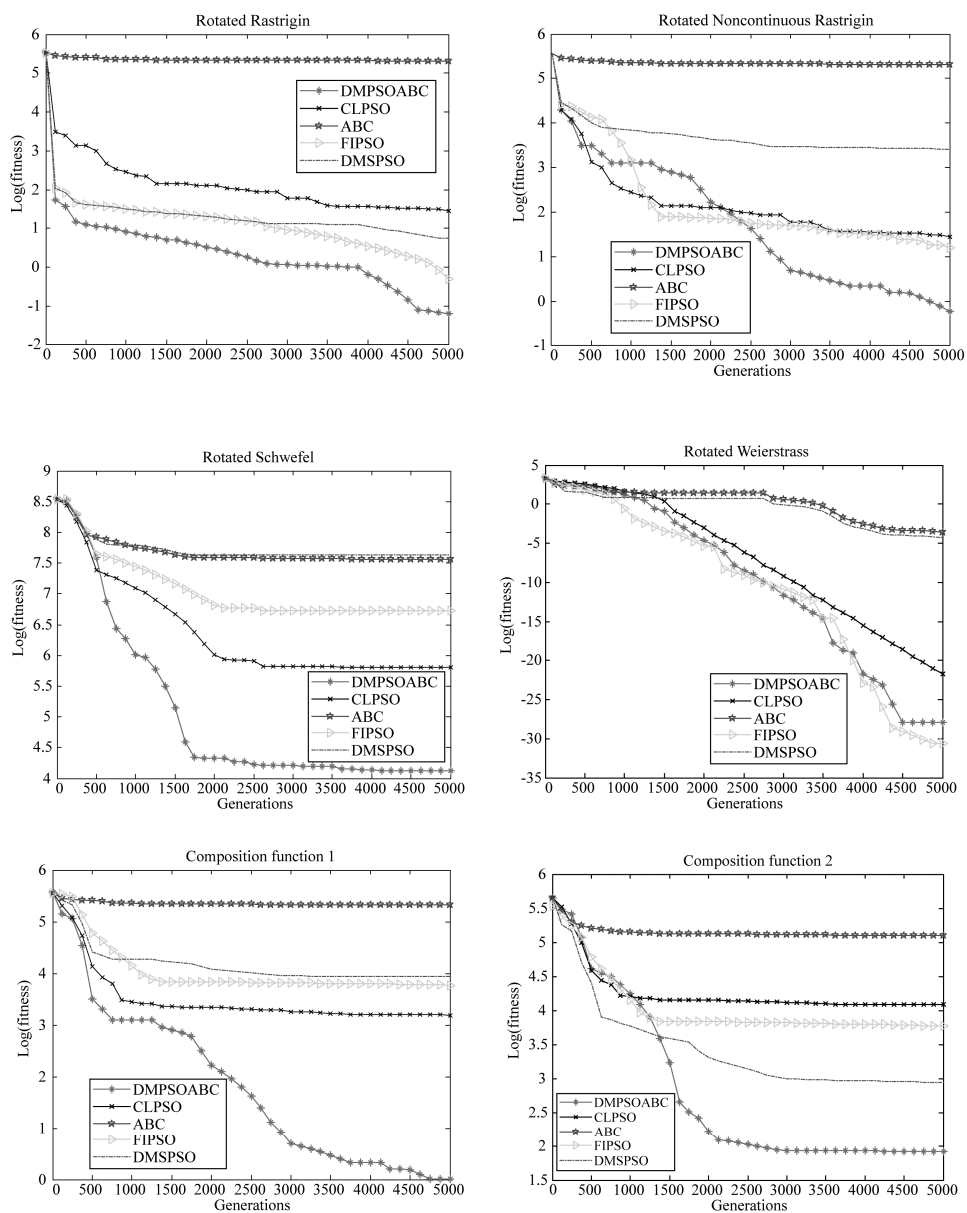 Rotated Rastrigin
6
5
4
3
2
1
0
-1
-2
Log(fitness)
DMPSOABC
CLPSO
ABC
FIPSO
DMSPSO
0 500 1000 1500 2000 2500 3000 3500 4000 4500 5000
Rotated Noncontinuous Rastrigin
6
5
4
3
2
1
0
-1
Log(fitness)
DMPSOABC
CLPSO
ABC
FIPSO
DMSPSO
0 500 1000 1500 2000 2500 3000 3500 4000 4500 5000
Generations
Rotated Schwefel
9
8.5
8
7.5
7
6.5
6
5.5
5
4.5
4
Log(fitness)
DMPSOABC
CLPSO
ABC
FIPSO
DMSPSO
0 500 1000 1500 2000 2500 3000 3500 4000 4500 5000
Generations
Rotated Weierstrass
5
0
-5
-10
-15
-20
-25
-30
-35
Log(fitness)
DMPSOABC
CLPSO
ABC
FIPSO
DMSPSO
0 500 1000 1500 2000 2500 3000 3500 4000 4500 5000
Generations
Composition function 1
6
5
4
3
2
1
0
Log(fitness)
DMPSOABC
CLPSO
ABC
FIPSO
DMSPSO
0 500 1000 1500 2000 2500 3000 3500 4000 4500 5000
Generations
Composition function 2
6
5.5
5
4.5
4
3.5
3
2.5
2
1.5
Log(fitness)
DMPSOABC
CLPSO
ABC
FIPSO
DMSPSO
0 500 1000 1500 2000 2500 3000 3500 4000 4500 5000
Generations